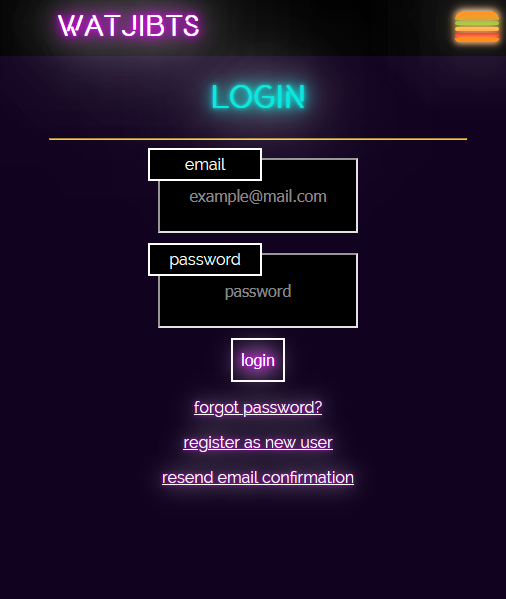 WATJIBTS
LOGIN
email
example@mail.com
password
password
login
forgot password?
register as new user
resend email confirmation